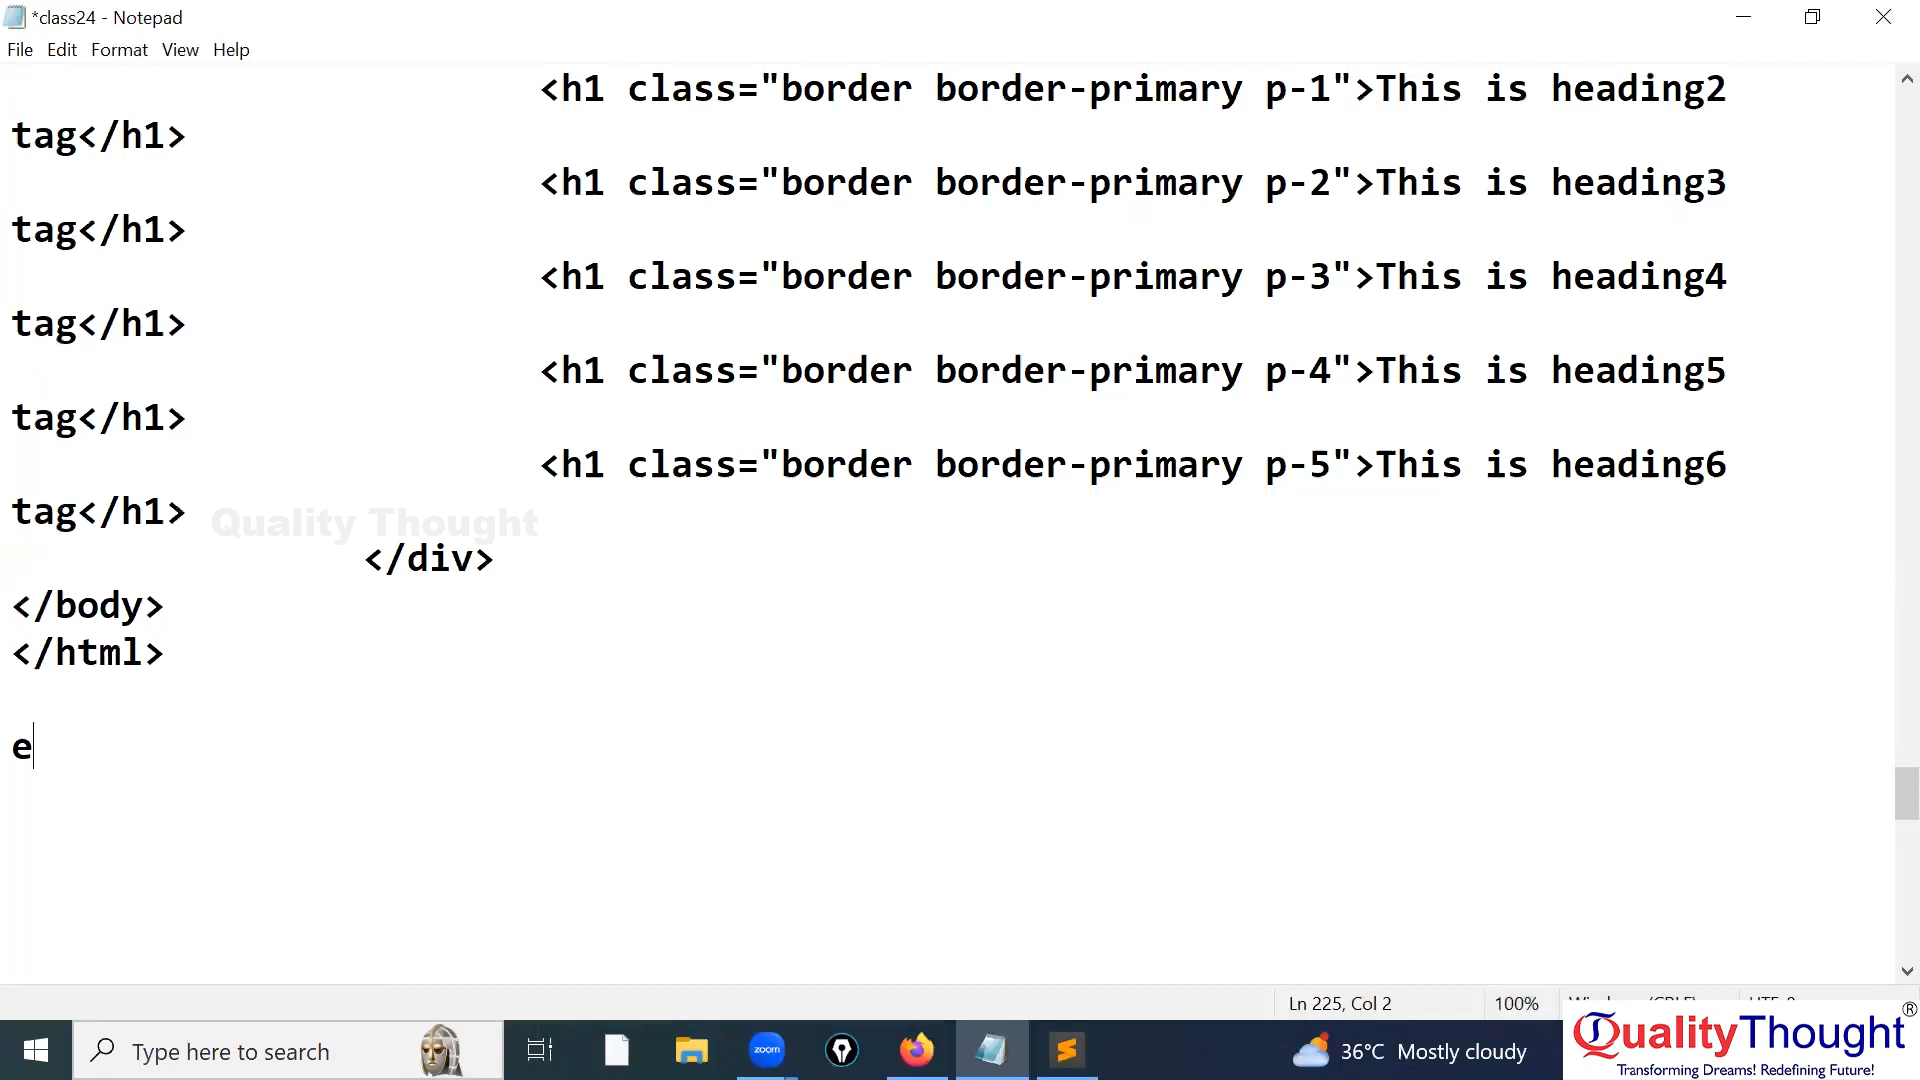 *class24 - Notepad
File Edit Format View Help
<h1 class="border border-primary p-1">This is heading2
tag</h1>
<h1 class="border border-primary p-2">This is heading3
tag</h1>
<h1 class="border border-primary p-3">This is heading4
tag</h1>
<h1 class="border border-primary p-4">This is heading5
tag</h1>
<h1 class="border border-primary p-5">This is heading6
tag</h1>
Quality Thought
</div>
</body>
</html>
e
Ln 225, Col 2 100%
Type here to search
zoom
36°C Mostly cloudy
QualityThought ®
Transforming Dreams! Redefining Future!